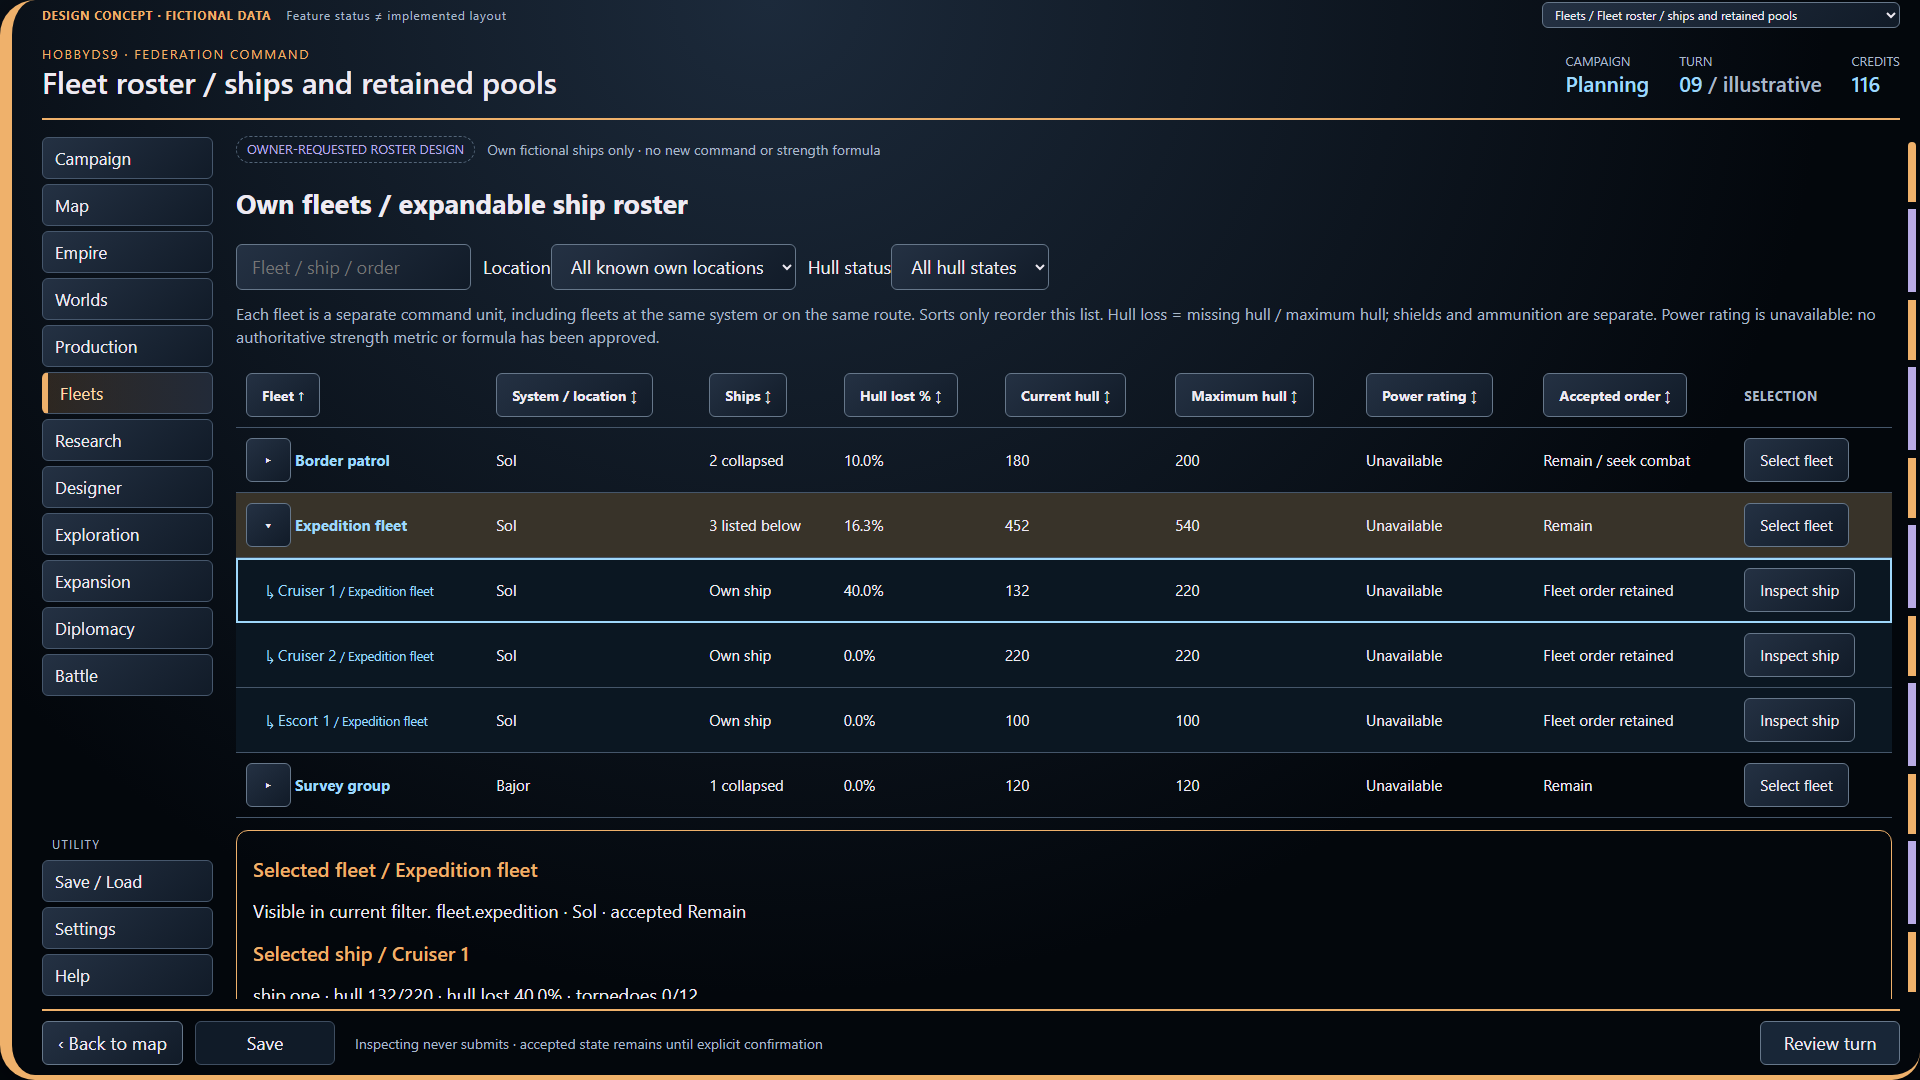 DESIGN CONCEPT · FICTIONAL DATA Feature status ≠ implemented layout
Fleets / Fleet roster / ships and retained pools
HOBBYDS9 · FEDERATION COMMAND
Fleet roster / ships and retained pools
CAMPAIGN TURN CREDITS
Planning 09 / illustrative 116
Campaign
Map
Empire
Worlds
Production
Fleets
Research
Designer
Exploration
Expansion
Diplomacy
Battle
UTILITY
Save / Load
Settings
Help
OWNER-REQUESTED ROSTER DESIGN Own fictional ships only · no new command or strength formula
Own fleets / expandable ship roster
Fleet / ship / order Location All known own locations Hull status All hull states
Each fleet is a separate command unit, including fleets at the same system or on the same route. Sorts only reorder this list. Hull loss = missing hull / maximum hull; shields and ammunition are separate. Power rating is unavailable: no
authoritative strength metric or formula has been approved.
Fleet ↑ System / location ↕ Ships ↕ Hull lost % ↕ Current hull ↕ Maximum hull ↕ Power rating ↕ Accepted order ↕ SELECTION
▸ Border patrol Sol 2 collapsed 10.0% 180 200 Unavailable Remain / seek combat Select fleet
▾ Expedition fleet Sol 3 listed below 16.3% 452 540 Unavailable Remain Select fleet
↳ Cruiser 1 / Expedition fleet Sol Own ship 40.0% 132 220 Unavailable Fleet order retained Inspect ship
↳ Cruiser 2 / Expedition fleet Sol Own ship 0.0% 220 220 Unavailable Fleet order retained Inspect ship
↳ Escort 1 / Expedition fleet Sol Own ship 0.0% 100 100 Unavailable Fleet order retained Inspect ship
▸ Survey group Bajor 1 collapsed 0.0% 120 120 Unavailable Remain Select fleet
Selected fleet / Expedition fleet
Visible in current filter. fleet.expedition · Sol · accepted Remain
Selected ship / Cruiser 1
ship one · hull 132/220 · hull lost 40.0% · torpedoes 0/12
‹ Back to map Save Inspecting never submits · accepted state remains until explicit confirmation Review turn